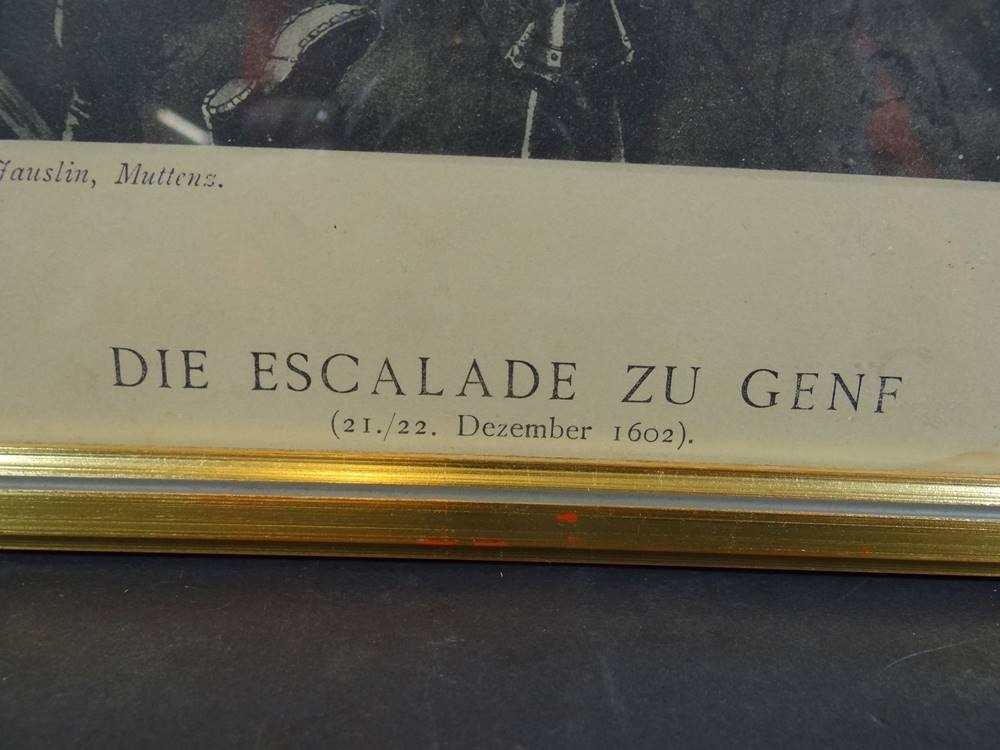 Jauslin, Muttenz.
DIE ESCALADE ZU GENF
(21./22. Dezember 1602).